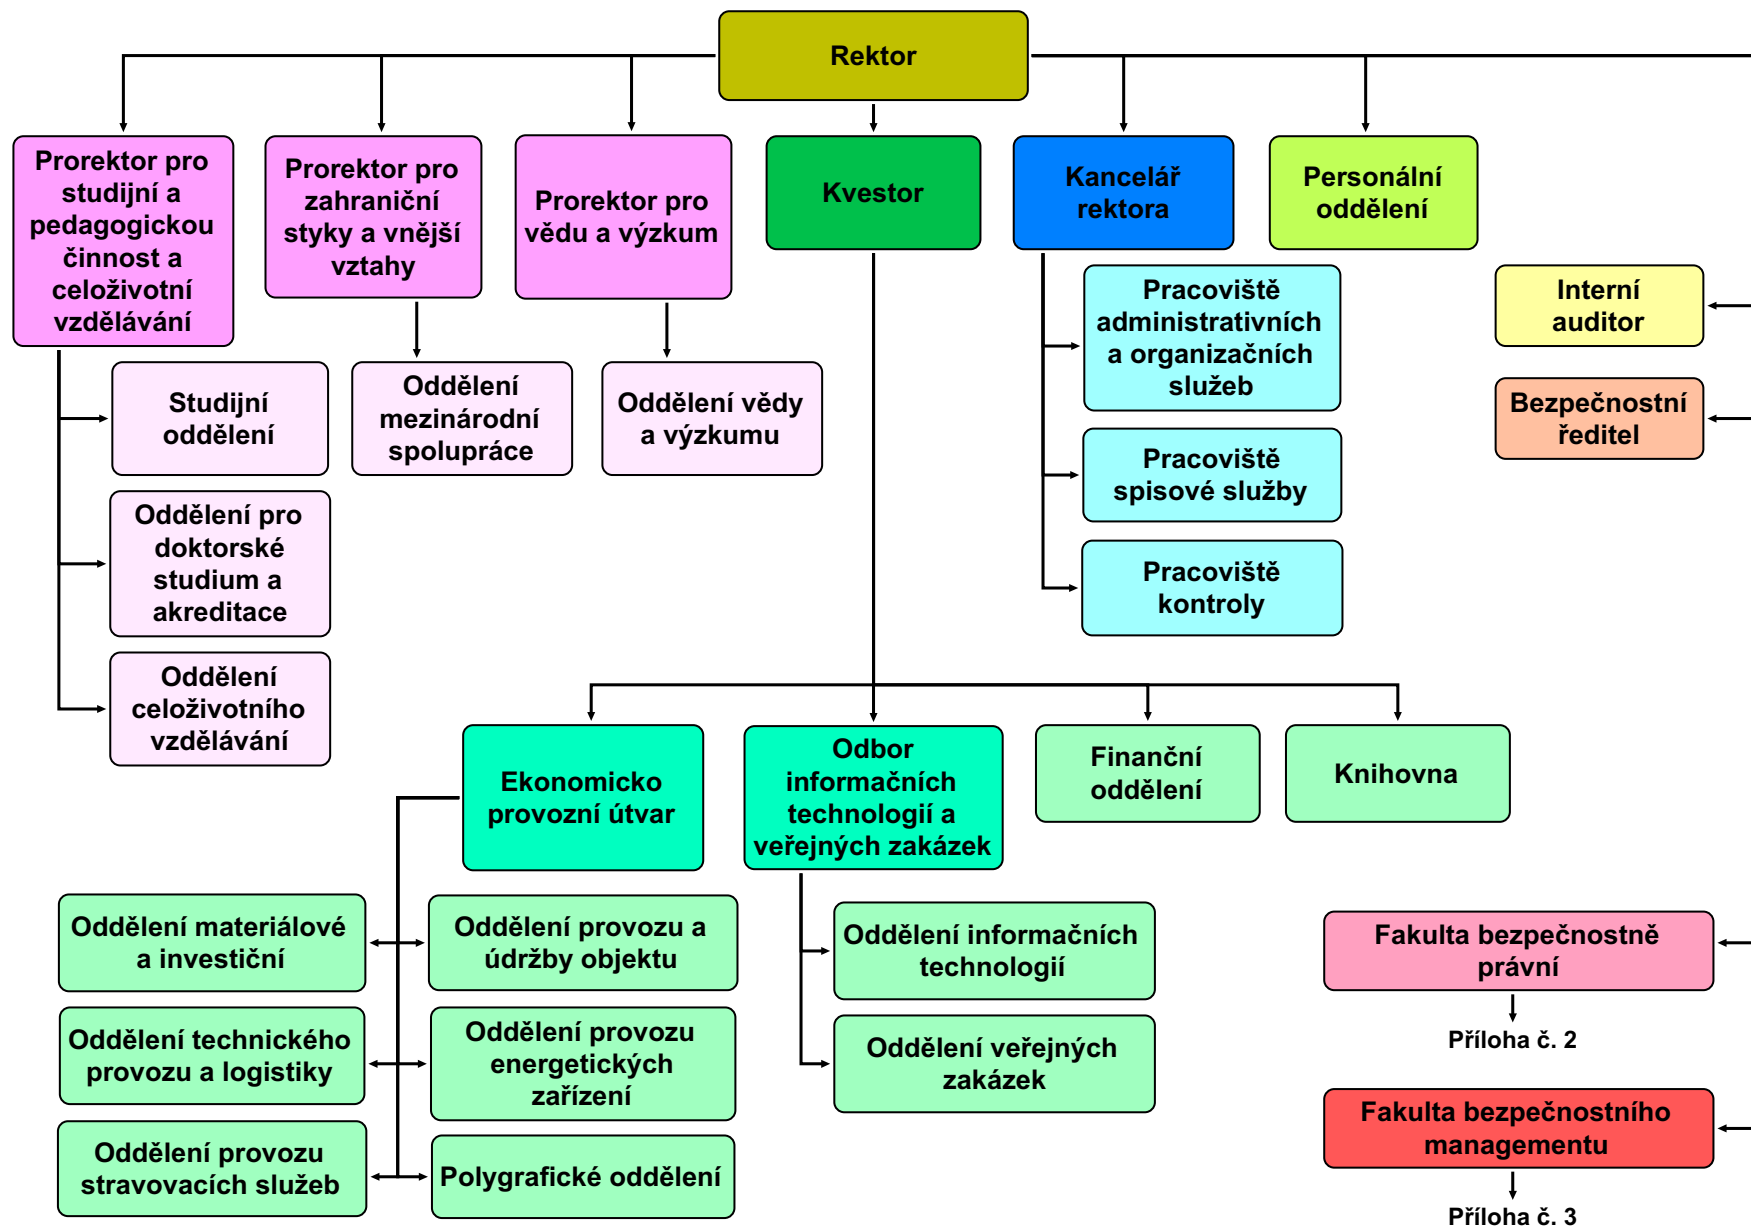 Rektor
Prorektor pro
studijní a
pedagogickou
činnost a
celoživotní
vzdělávání
Prorektor pro
zahraniční
styky a vnější
vztahy
Prorektor pro
vědu a výzkum
Kvestor
Kancelář
rektora
Personální
oddělení
Studijní
oddělení
Oddělení pro
doktorské
studium a
akreditace
Oddělení
celoživotního
vzdělávání
Oddělení
mezinárodní
spolupráce
Oddělení vědy
a výzkumu
Pracoviště
administrativních
a organizačních
služeb
Pracoviště
spisové služby
Pracoviště
kontroly
Interní
auditor
Bezpečnostní
ředitel
Ekonomicko
provozní útvar
Odbor
informačních
technologií a
veřejných zakázek
Finanční
oddělení
Knihovna
Oddělení materiálové
a investiční
Oddělení provozu a
údržby objektu
Oddělení technického
provozu a logistiky
Oddělení provozu
energetických
zařízení
Oddělení provozu
stravovacích služeb
Polygrafické oddělení
Oddělení informačních
technologií
Oddělení veřejných
zakázek
Fakulta bezpečnostně
právní
Příloha č. 2
Fakulta bezpečnostního
managementu
Příloha č. 3